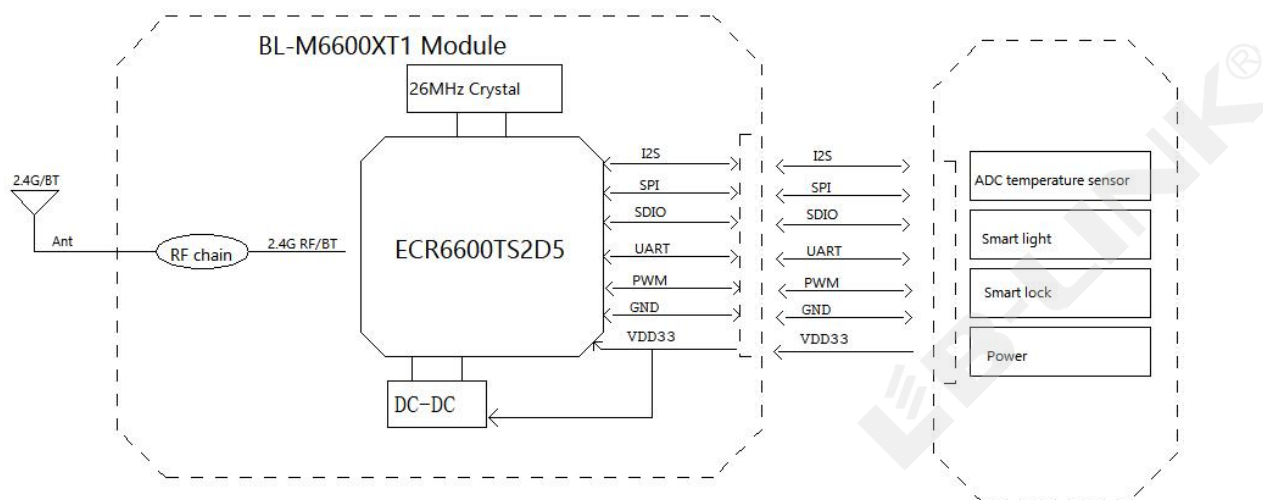 BL-M6600XT1 Module
26MHz Crystal
2.4G/BT
Ant
RF chain
2.4G RF/BT
ECR6600TS2D5
DC-DC
I2S
SPI
SDIO
UART
PWM
GND
VDD33
I2S
SPI
SDIO
UART
PWM
GND
VDD33
ADC temperature sensor
Smart light
Smart lock
Power
LB-LINK®